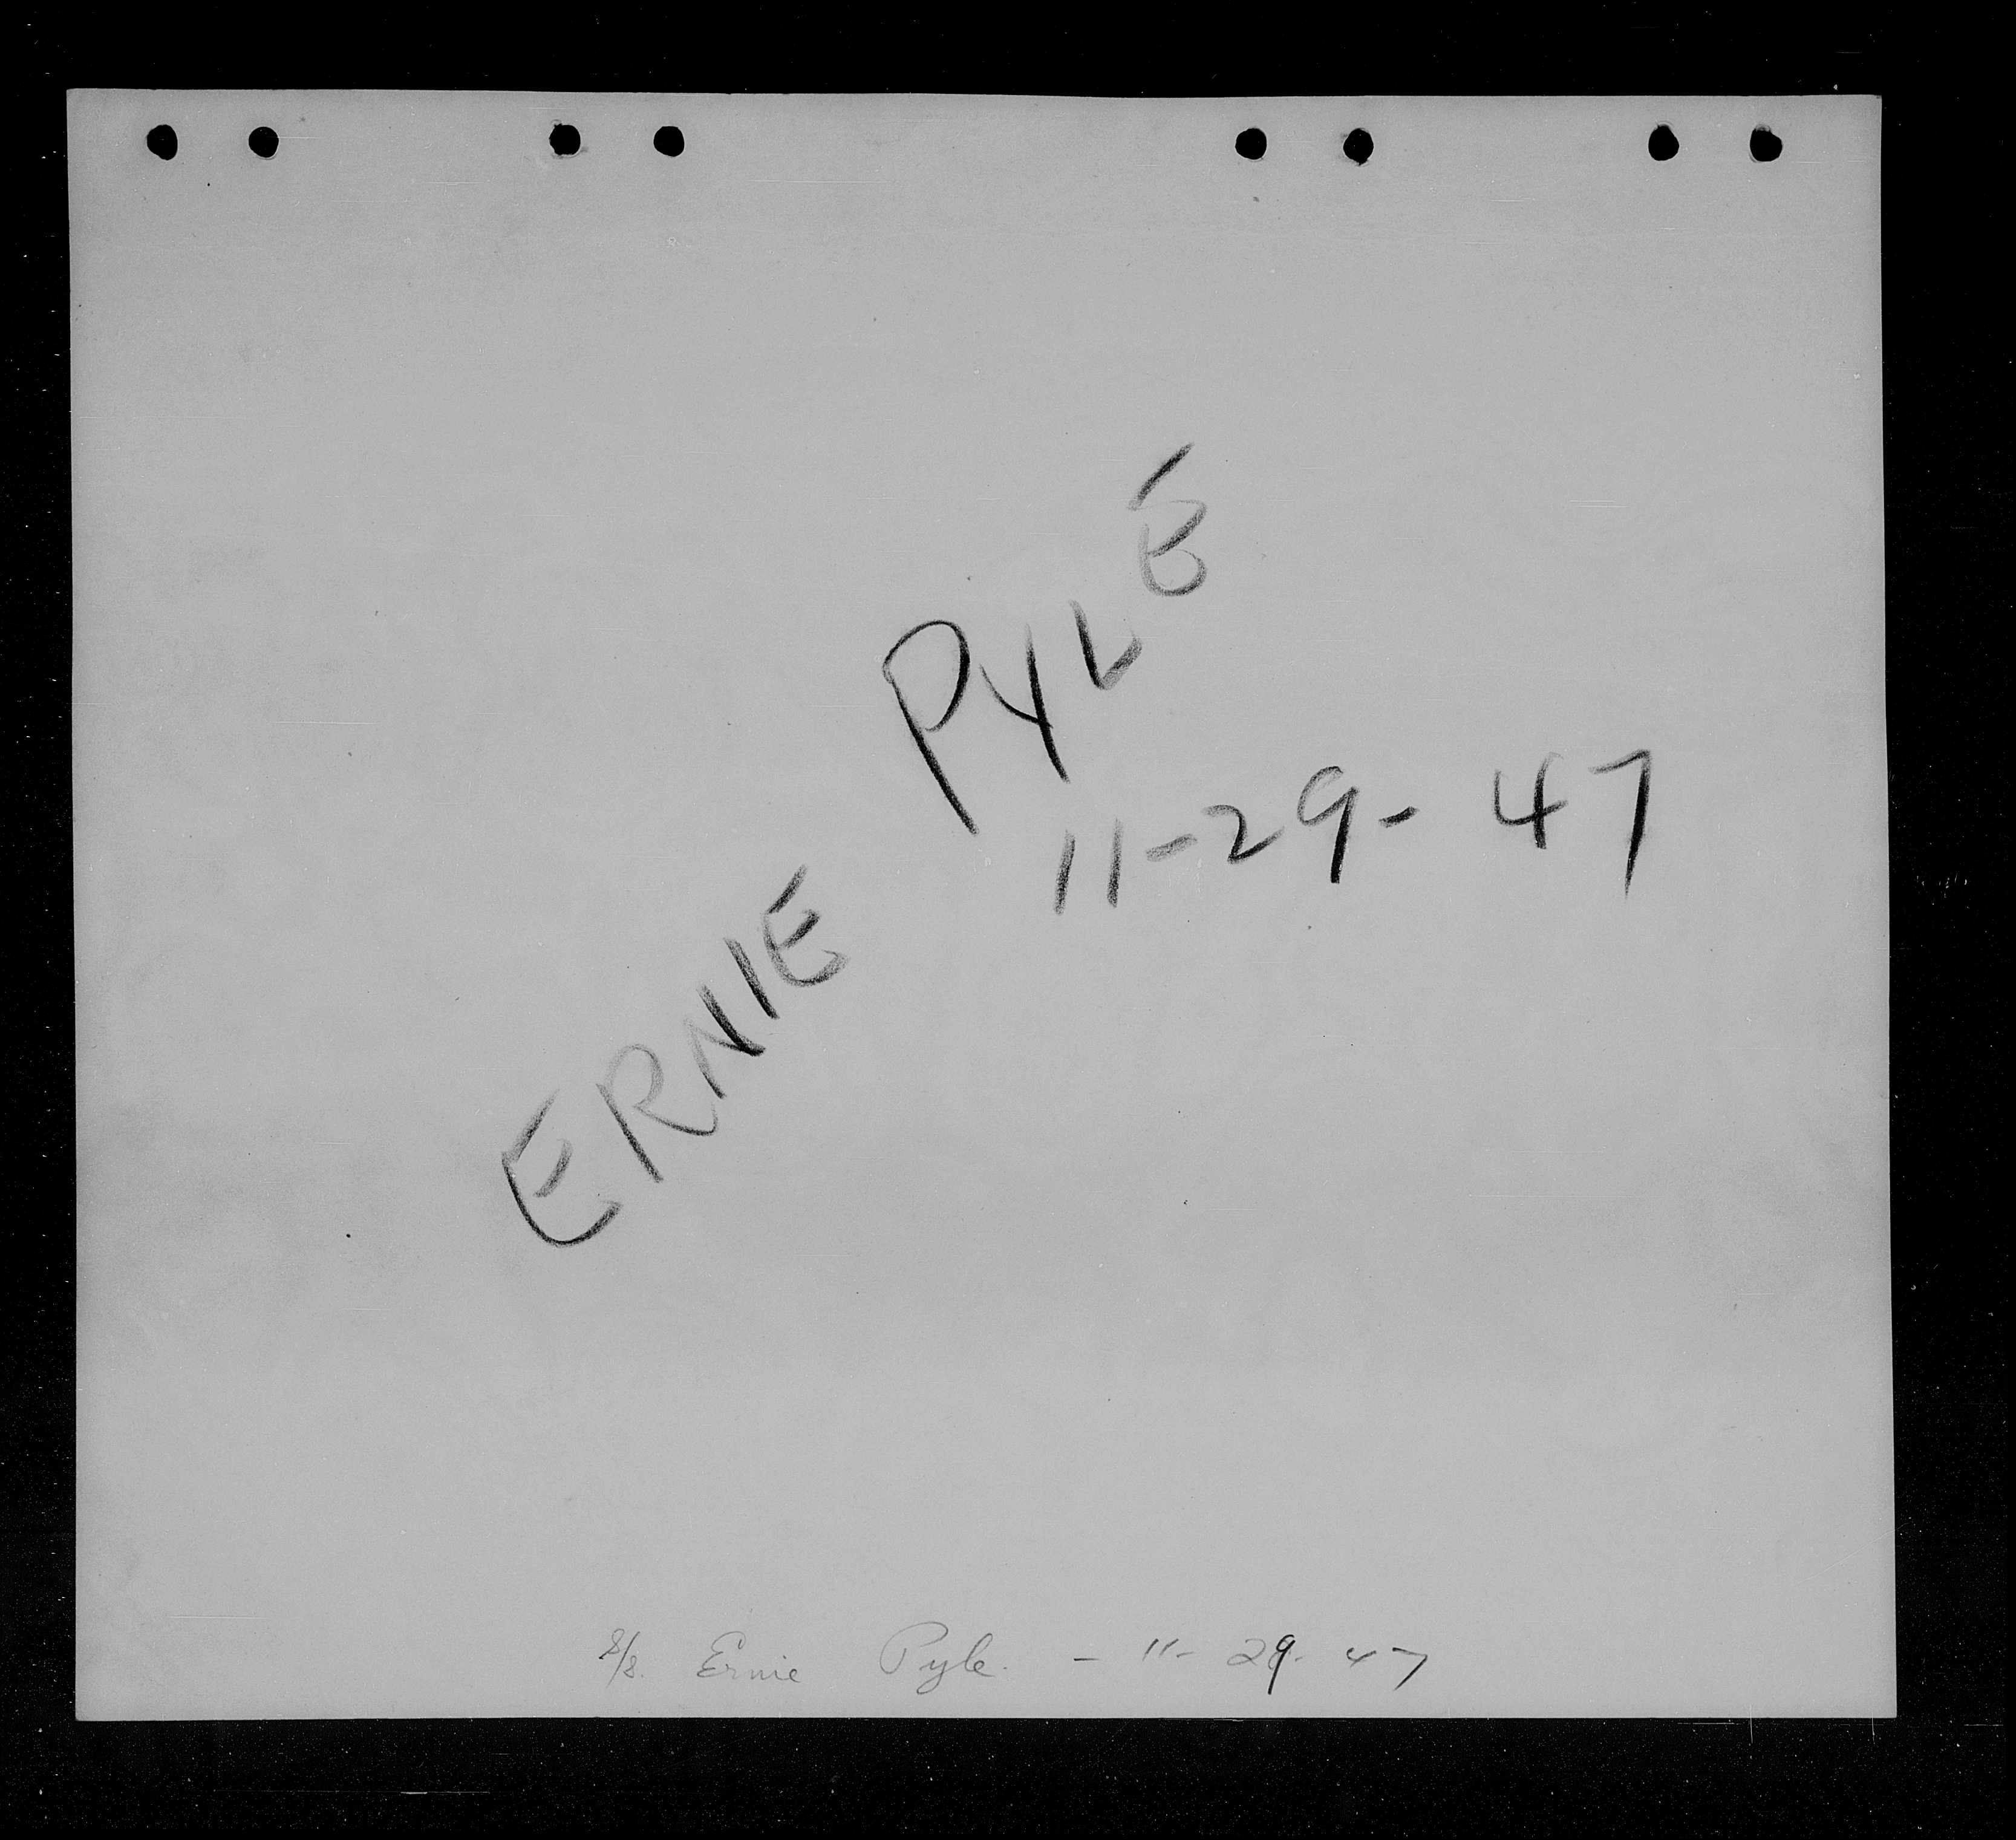 ERNIE PYLE
11-29-47
S/S. Ernie Pyle. - 11- 29- 47